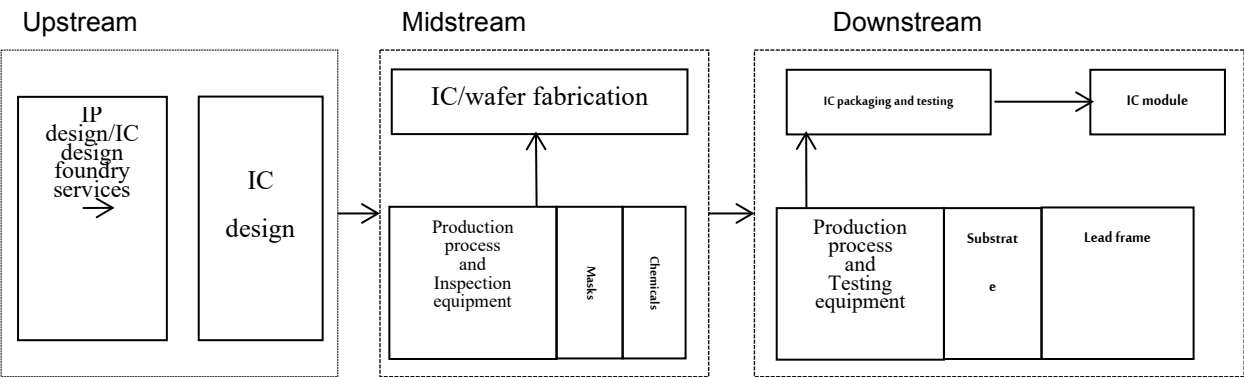 Upstream
Midstream
Downstream
IP
design/IC
design
foundry
services
IC
design
IC/wafer fabrication
Production
process
and
Inspection
equipment
Masks
Chemicals
IC packaging and testing
IC module
Production
process
and
Testing
equipment
Substrat
e
Lead frame